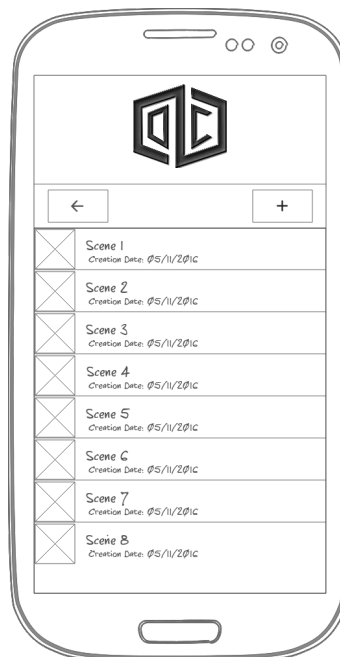 DC
←
+
Scene 1
Creation Date: 05/11/2016
Scene 2
Creation Date: 05/11/2016
Scene 3
Creation Date: 05/11/2016
Scene 4
Creation Date: 05/11/2016
Scene 5
Creation Date: 05/11/2016
Scene 6
Creation Date: 05/11/2016
Scene 7
Creation Date: 05/11/2016
Scene 8
Creation Date: 05/11/2016